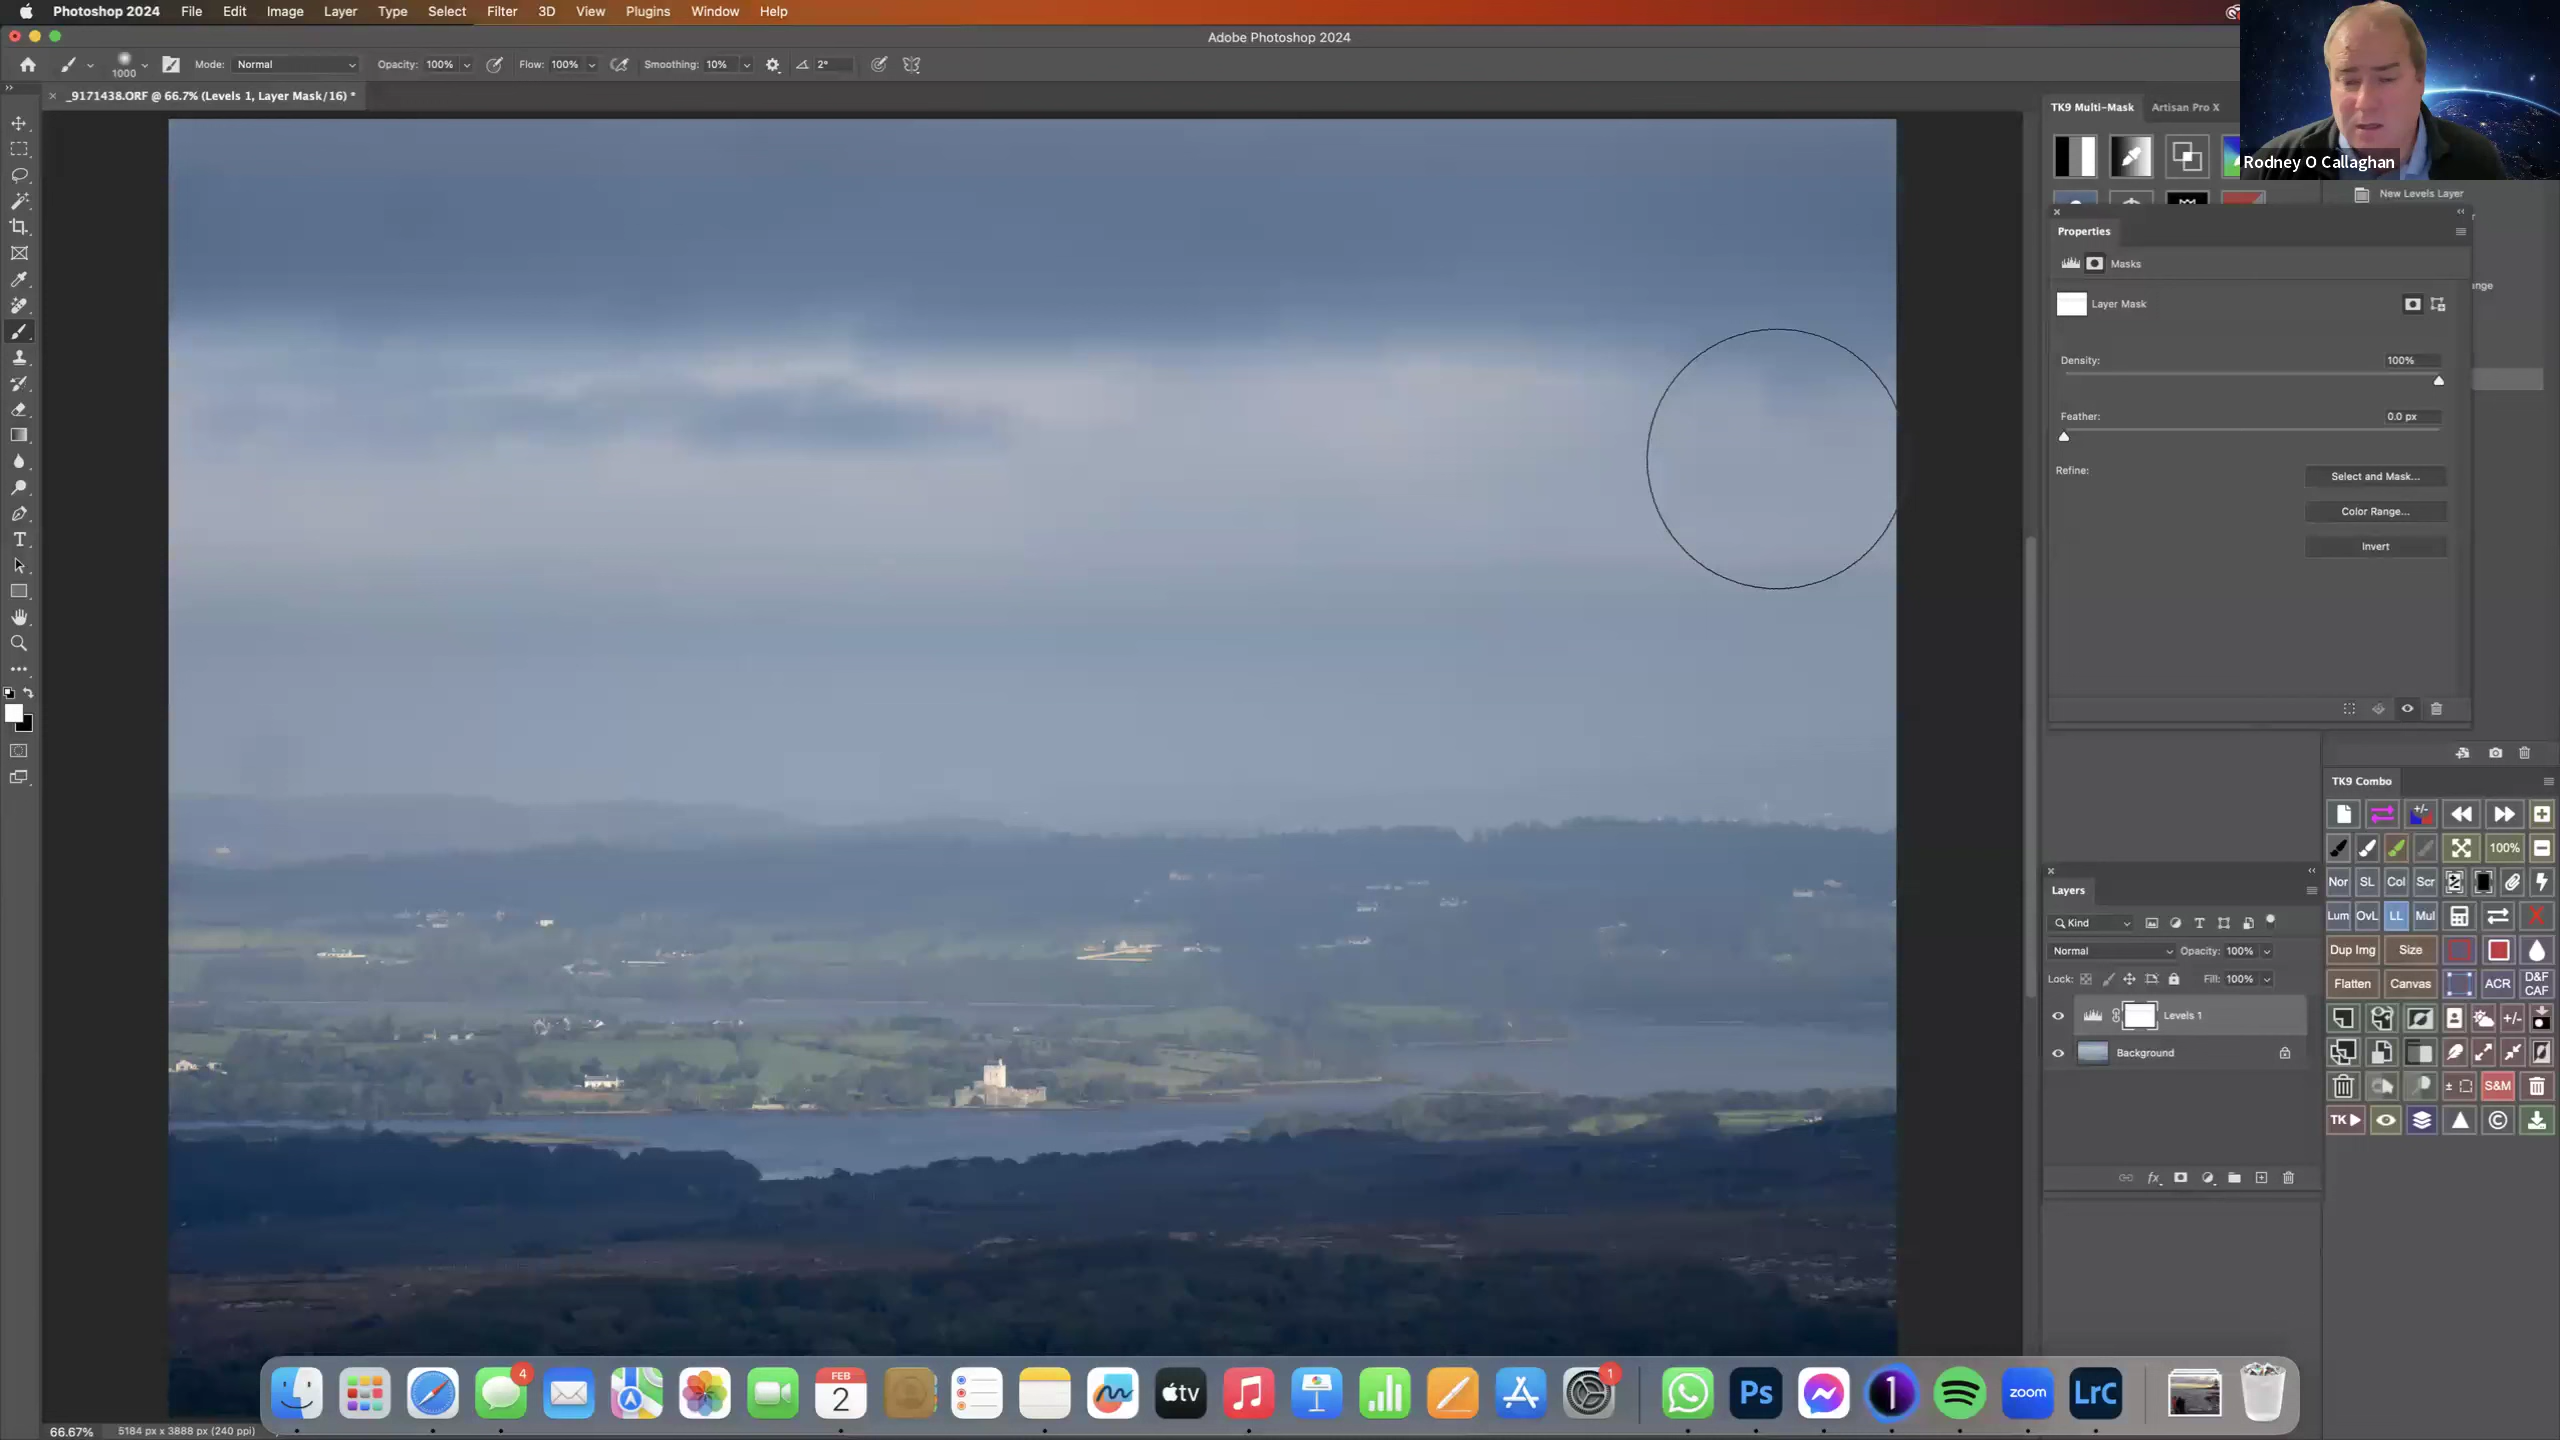 Photoshop 2024 File Edit Image Layer Type Select Filter 3D View Plugins Window Help
Adobe Photoshop 2024
1000 Mode: Normal Opacity: 100% Flow: 100% Smoothing: 10% 2°
_9171438.ORF @ 66.7% (Levels 1, Layer Mask/16) *
TK9 Multi-Mask Artisan Pro X
Rodney O Callaghan
New Levels Layer
Properties
Masks
Layer Mask
Density: 100%
Feather: 0.0 px
Refine:
Select and Mask...
Color Range...
Invert
TK9 Combo
100%
Nor SL Col Scr
Lum OvL LL Mul
Dup Img Size
Flatten Canvas ACR D&F CAF
+/-
S&M
TK
Layers
Kind
Normal Opacity: 100%
Lock: Fill: 100%
Levels 1
Background
4
FEB
2
tv
1
Ps
1
zoom
LrC
66.67% 5184 px x 3888 px (240 ppi)